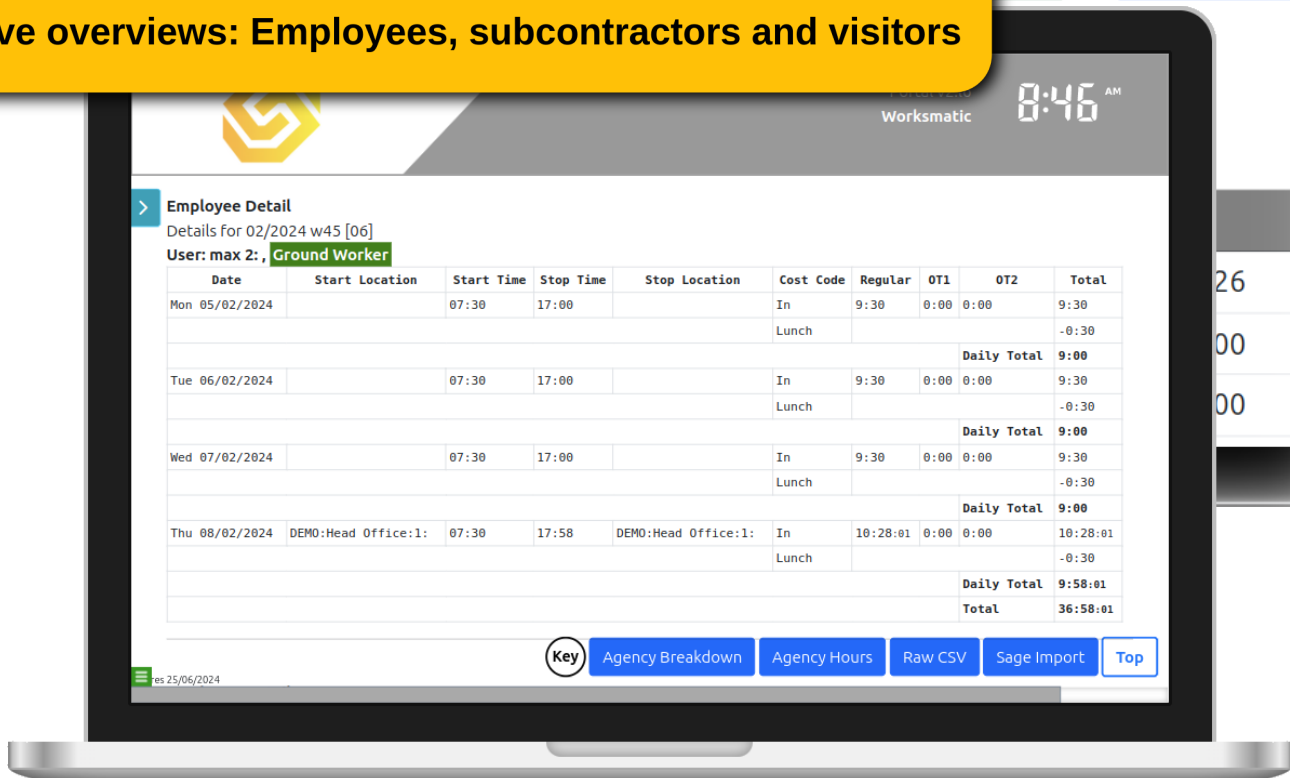 ve overviews: Employees, subcontractors and visitors
Worksmatic
8:46 AM
Employee Detail
Details for 02/2024 w45 [06]
User: max 2: , Ground Worker
Date Start Location Start Time Stop Time Stop Location Cost Code Regular OT1 OT2 Total
Mon 05/02/2024 07:30 17:00 In 9:30 0:00 0:00 9:30
Lunch -0:30
Daily Total 9:00
Tue 06/02/2024 07:30 17:00 In 9:30 0:00 0:00 9:30
Lunch -0:30
Daily Total 9:00
Wed 07/02/2024 07:30 17:00 In 9:30 0:00 0:00 9:30
Lunch -0:30
Daily Total 9:00
Thu 08/02/2024 DEMO:Head Office:1: 07:30 17:58 DEMO:Head Office:1: In 10:28:01 0:00 0:00 10:28:01
Lunch -0:30
Daily Total 9:58:01
Total 36:58:01
Key Agency Breakdown Agency Hours Raw CSV Sage Import Top
res 25/06/2024
26
00
00